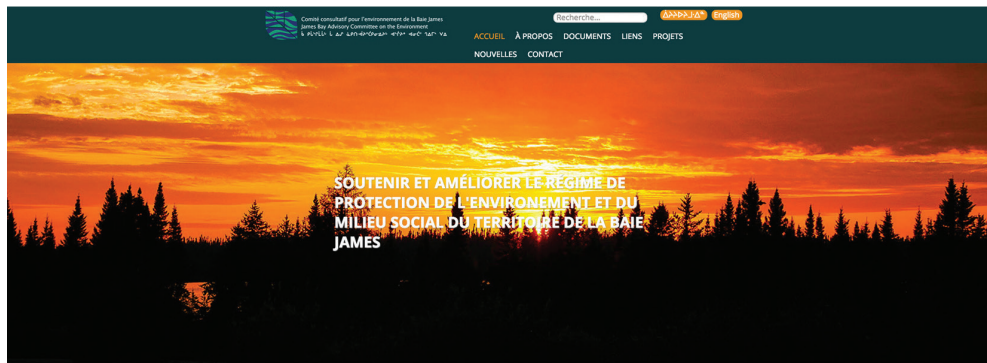 Comité consultatif pour l'environnement de la Baie James
James Bay Advisory Committee on the Environment
Recherche...
English
ACCUEIL À PROPOS DOCUMENTS LIENS PROJETS
NOUVELLES CONTACT
SOUTENIR ET AMÉLIORER LE RÉGIME DE
PROTECTION DE L'ENVIRONEMENT ET DU
MILIEU SOCIAL DU TERRITOIRE DE LA BAIE
JAMES